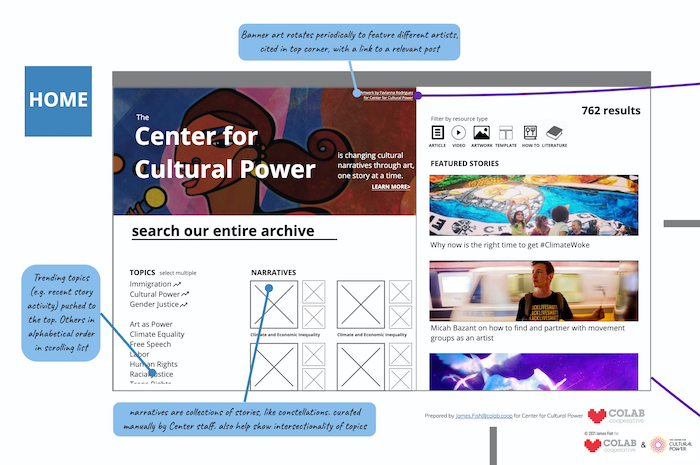 Banner art rotates periodically to feature different artists,
cited in top corner, with a link to a relevant post
HOME
Artwork by Favianna Rodriguez
for Center for Cultural Power
The
Center for
Cultural Power
is changing cultural
narratives through art,
one story at a time.
LEARN MORE>
762 results
Filter by resource type
ARTICLE VIDEO ARTWORK TEMPLATE HOW TO LITERATURE
FEATURED STORIES
search our entire archive
Why now is the right time to get #ClimateWoke
Trending topics
(e.g. recent story
activity) pushed to
the top. Others in
alphabetical order
in scrolling list
TOPICS select multiple
Immigration
Cultural Power
Gender Justice
Art as Power
Climate Equality
Free Speech
Labor
Human Rights
Racial Justice
Trans Rights
NARRATIVES
Climate and Economic Inequality
Climate and Economic Inequality
Micah Bazant on how to find and partner with movement
groups as an artist
narratives are collections of stories, like constellations. curated
manually by Center staff. also help show intersectionality of topics
Prepared by James.Fish@colab.coop for Center for Cultural Power
COLAB
cooperative
© 2021 James Fish for
COLAB
cooperative
&
THE CENTER FOR
CULTURAL
POWER